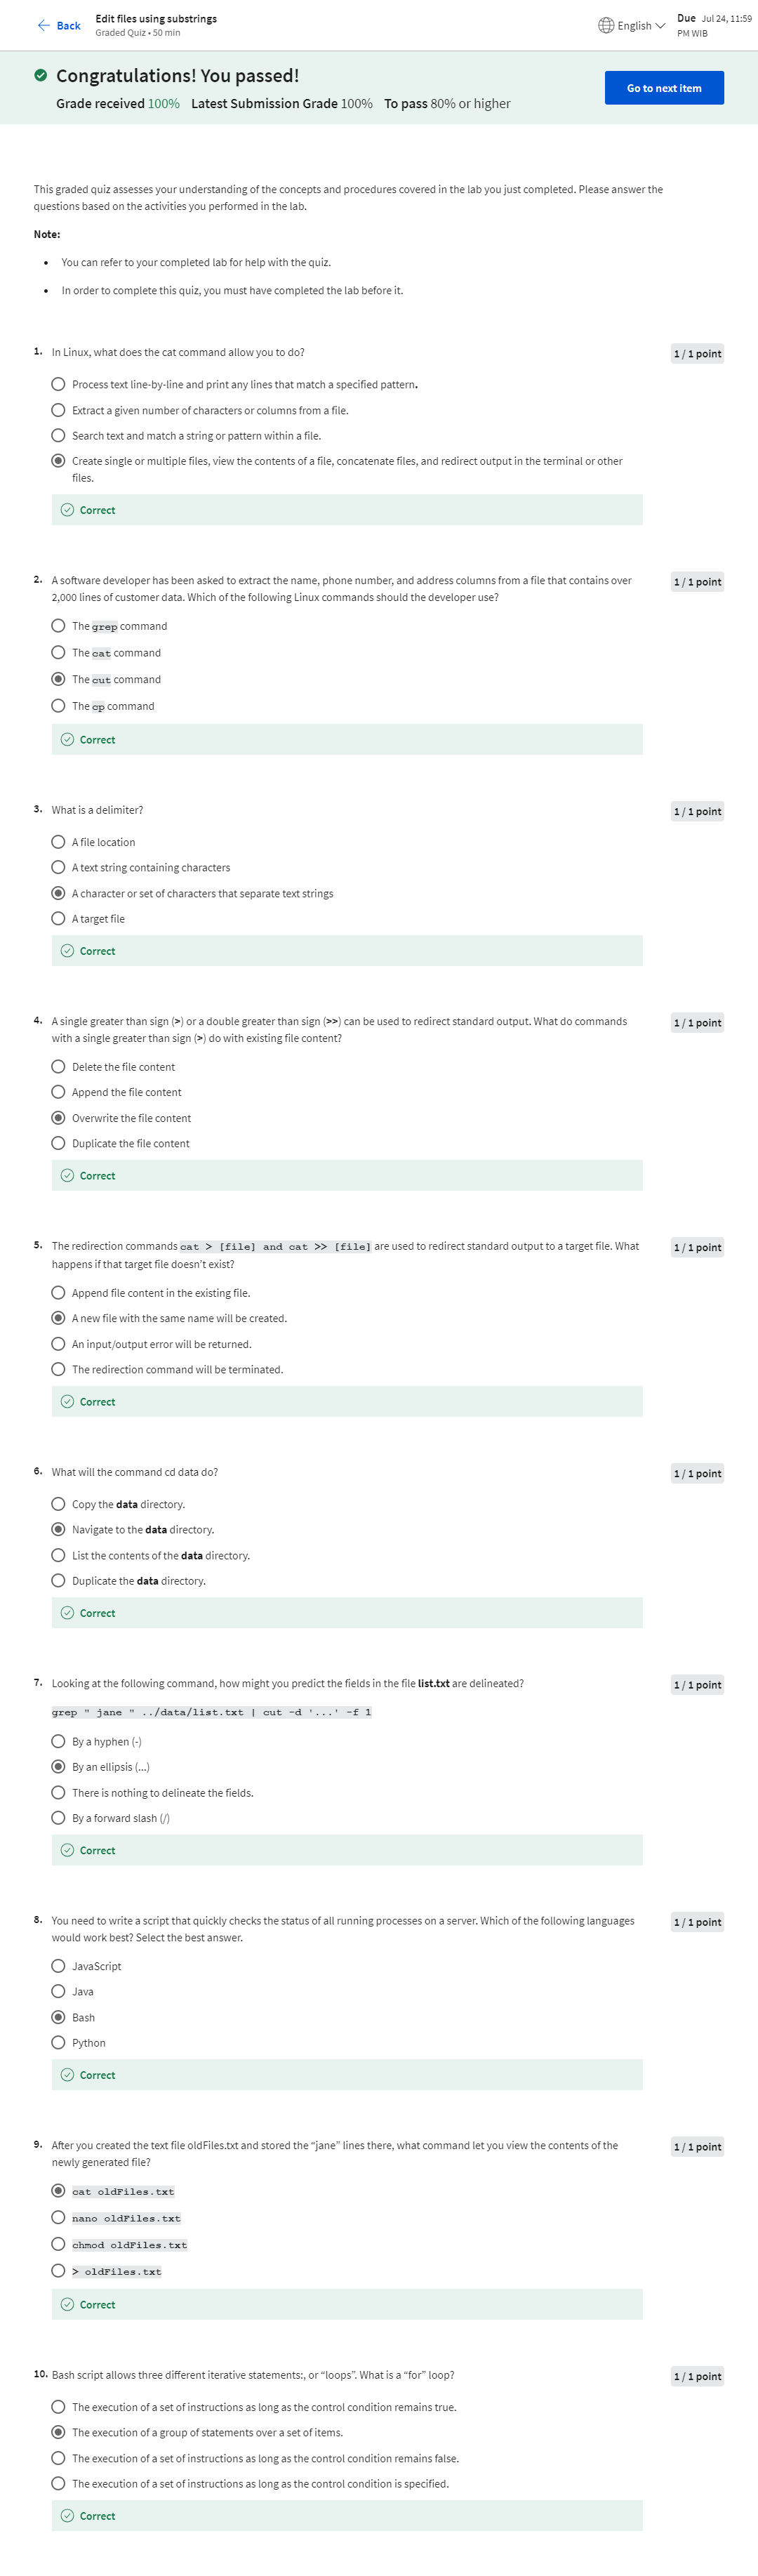 Back
Edit files using substrings
Graded Quiz • 50 min
English
Due Jul 24, 11:59
PM WIB
Congratulations! You passed!
Grade received 100% Latest Submission Grade 100% To pass 80% or higher
Go to next item
This graded quiz assesses your understanding of the concepts and procedures covered in the lab you just completed. Please answer the
questions based on the activities you performed in the lab.
Note:
• You can refer to your completed lab for help with the quiz.
• In order to complete this quiz, you must have completed the lab before it.
1. In Linux, what does the cat command allow you to do?
1 / 1 point
Process text line-by-line and print any lines that match a specified pattern.
Extract a given number of characters or columns from a file.
Search text and match a string or pattern within a file.
Create single or multiple files, view the contents of a file, concatenate files, and redirect output in the terminal or other
files.
Correct
2. A software developer has been asked to extract the name, phone number, and address columns from a file that contains over
2,000 lines of customer data. Which of the following Linux commands should the developer use?
1 / 1 point
The grep command
The cat command
The cut command
The cp command
Correct
3. What is a delimiter?
1 / 1 point
A file location
A text string containing characters
A character or set of characters that separate text strings
A target file
Correct
4. A single greater than sign (>) or a double greater than sign (>>) can be used to redirect standard output. What do commands
with a single greater than sign (>) do with existing file content?
1 / 1 point
Delete the file content
Append the file content
Overwrite the file content
Duplicate the file content
Correct
5. The redirection commands cat > [file] and cat >> [file] are used to redirect standard output to a target file. What
happens if that target file doesn't exist?
1 / 1 point
Append file content in the existing file.
A new file with the same name will be created.
An input/output error will be returned.
The redirection command will be terminated.
Correct
6. What will the command cd data do?
1 / 1 point
Copy the data directory.
Navigate to the data directory.
List the contents of the data directory.
Duplicate the data directory.
Correct
7. Looking at the following command, how might you predict the fields in the file list.txt are delineated?
1 / 1 point
grep " jane " ../data/list.txt | cut -d '...' -f 1
By a hyphen (-)
By an ellipsis (...)
There is nothing to delineate the fields.
By a forward slash (/)
Correct
8. You need to write a script that quickly checks the status of all running processes on a server. Which of the following languages
would work best? Select the best answer.
1 / 1 point
JavaScript
Java
Bash
Python
Correct
9. After you created the text file oldFiles.txt and stored the “jane” lines there, what command let you view the contents of the
newly generated file?
1 / 1 point
cat oldFiles.txt
nano oldFiles.txt
chmod oldFiles.txt
> oldFiles.txt
Correct
10. Bash script allows three different iterative statements:, or “loops”. What is a “for” loop?
1 / 1 point
The execution of a set of instructions as long as the control condition remains true.
The execution of a group of statements over a set of items.
The execution of a set of instructions as long as the control condition remains false.
The execution of a set of instructions as long as the control condition is specified.
Correct